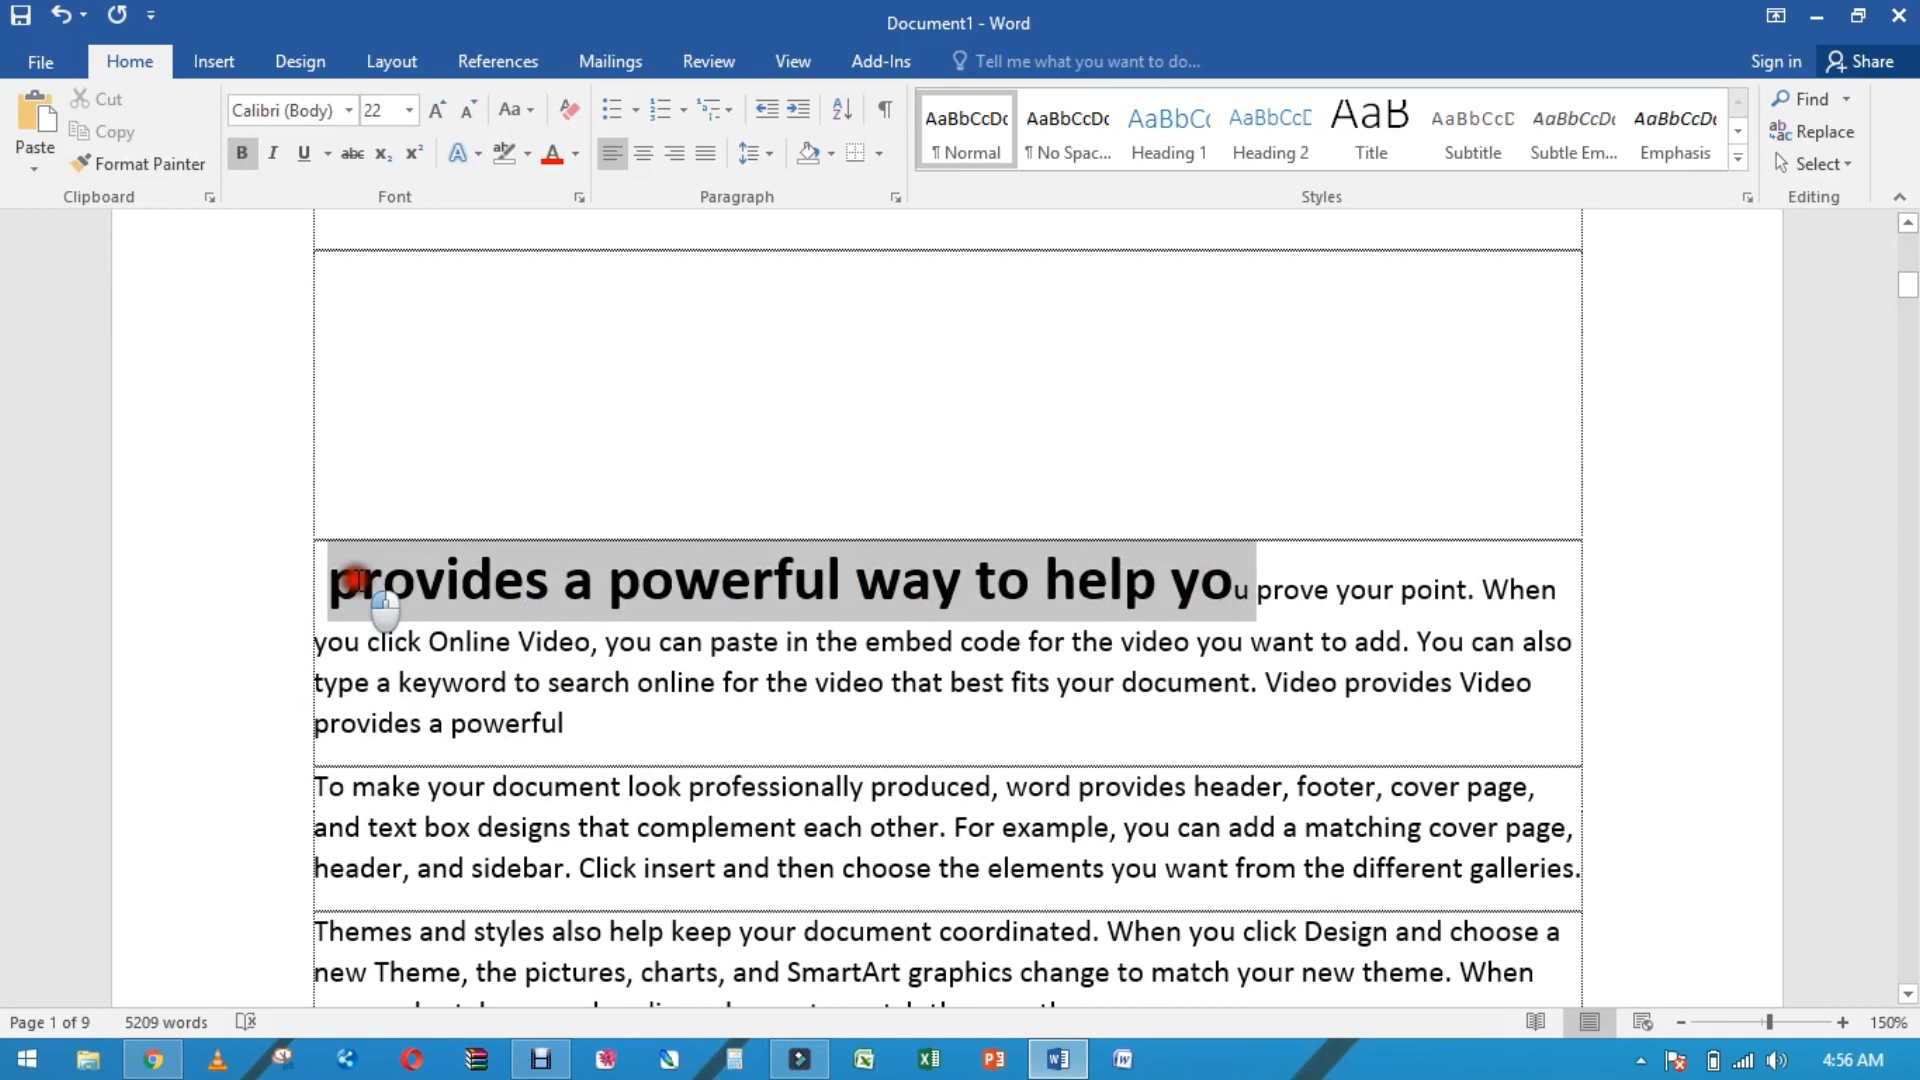 Document1 - Word
File Home Insert Design Layout References Mailings Review View Add-Ins Tell me what you want to do... Sign in Share
Paste
Cut
Copy
Format Painter
Clipboard
Calibri (Body) 22 Aa
B I U abc X₂ X² A ab A
Font
A Z ¶
Paragraph
AaBbCcDc AaBbCcDc AaBbCc AaBbCcD AaB AaBbCcD AaBbCcDc AaBbCcDc
¶ Normal ¶ No Spac... Heading 1 Heading 2 Title Subtitle Subtle Em... Emphasis
Styles
Find
Replace
Select
Editing
provides a powerful way to help you prove your point. When
you click Online Video, you can paste in the embed code for the video you want to add. You can also
type a keyword to search online for the video that best fits your document. Video provides Video
provides a powerful
To make your document look professionally produced, word provides header, footer, cover page,
and text box designs that complement each other. For example, you can add a matching cover page,
header, and sidebar. Click insert and then choose the elements you want from the different galleries.
Themes and styles also help keep your document coordinated. When you click Design and choose a
new Theme, the pictures, charts, and SmartArt graphics change to match your new theme. When
Page 1 of 9 5209 words 150%
4:56 AM